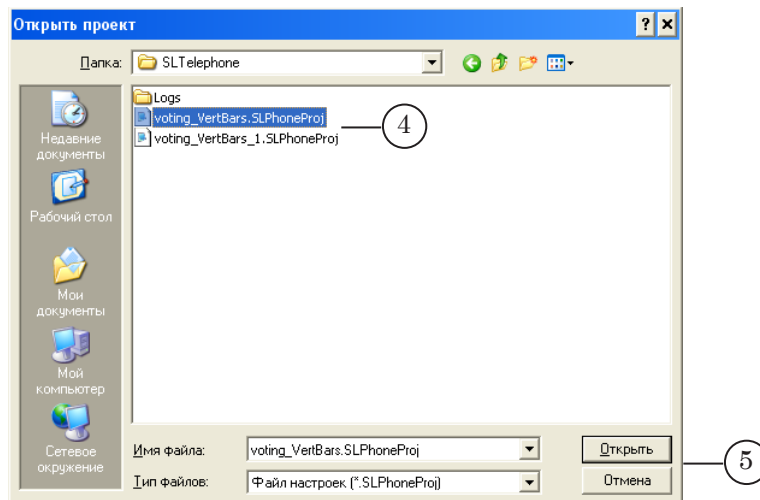 Открыть проект
Папка: SLTelephone
Logs
voting_VertBars.SLPhoneProj
4
voting_VertBars_1.SLPhoneProj
Недавние
документы
Рабочий стол
Мои
документы
Мой
компьютер
Сетевое
окружение
Имя файла: voting_VertBars.SLPhoneProj Открыть
5
Тип файлов: Файл настроек (*.SLPhoneProj) Отмена